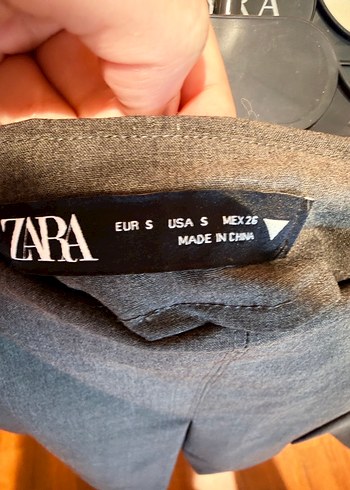 ZARA
EUR S USA S MEX 26
MADE IN CHINA